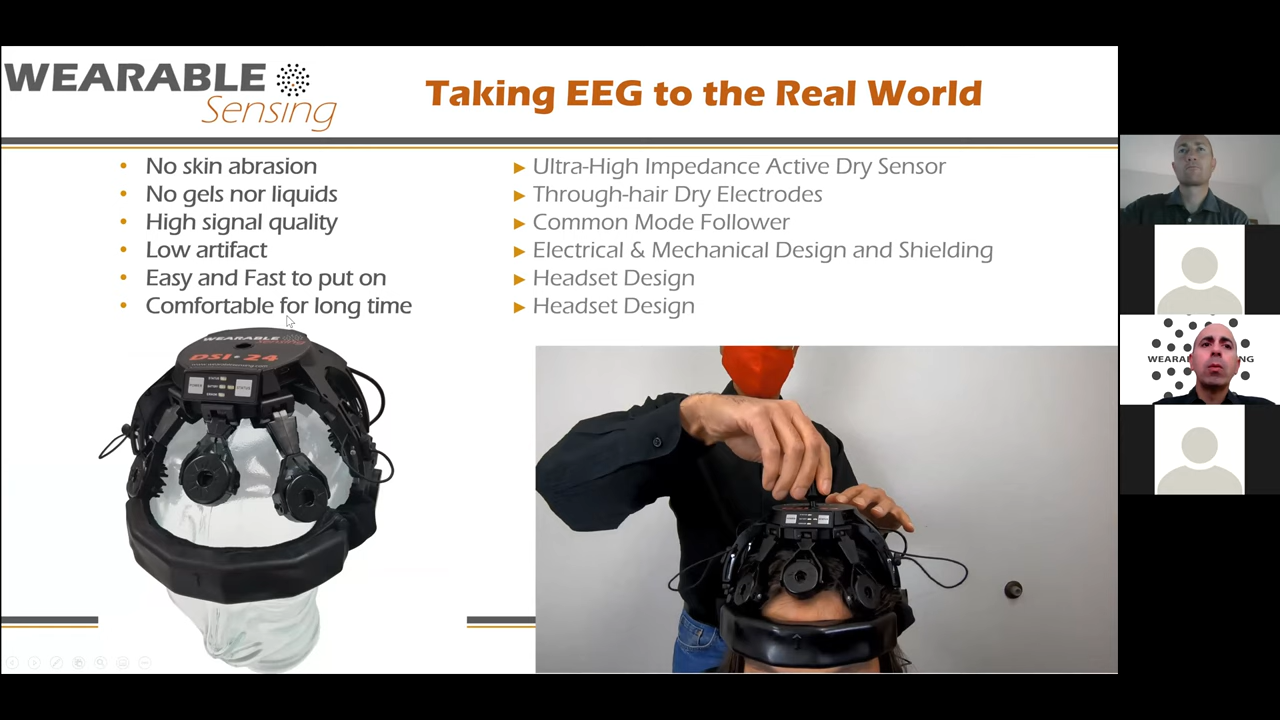 WEARABLE
Sensing
Taking EEG to the Real World
• No skin abrasion
• No gels nor liquids
• High signal quality
• Low artifact
• Easy and Fast to put on
• Comfortable for long time
► Ultra-High Impedance Active Dry Sensor
► Through-hair Dry Electrodes
► Common Mode Follower
► Electrical & Mechanical Design and Shielding
► Headset Design
► Headset Design
WEARABLE
Sensing
DSI-24
POWER